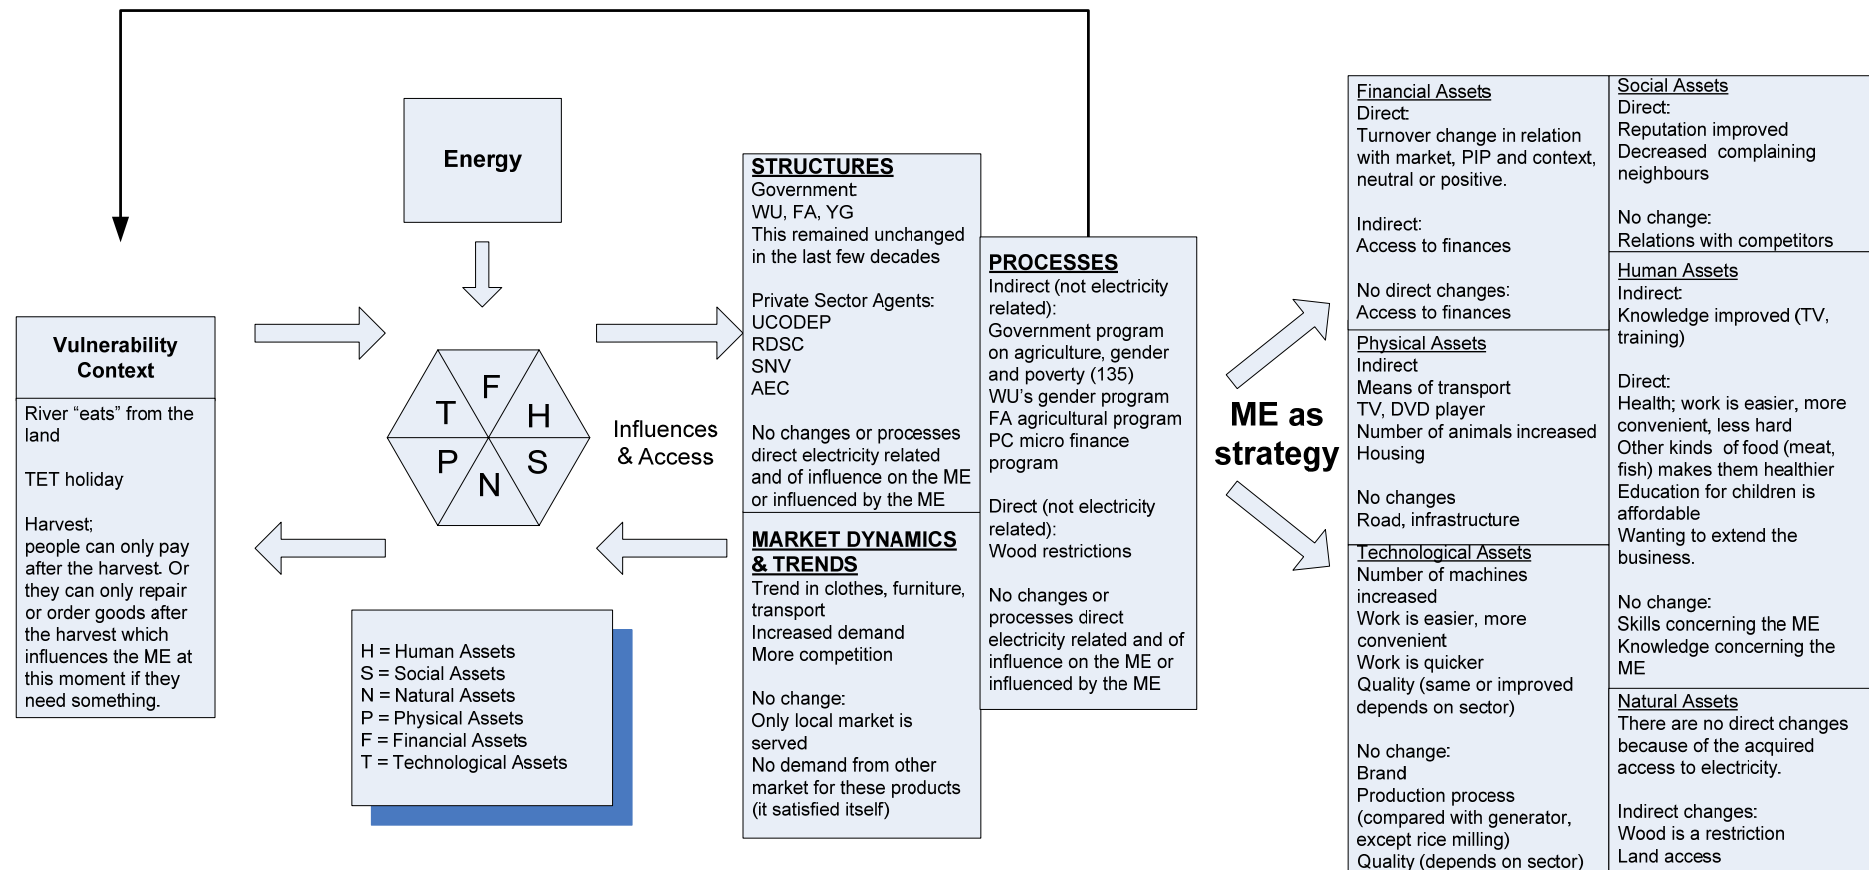 Energy
Vulnerability
Context
River “eats” from the
land
TET holiday
Harvest;
people can only pay
after the harvest. Or
they can only repair
or order goods after
the harvest which
influences the ME at
this moment if they
need something.
F
T
H
P
S
N
Influences
& Access
H = Human Assets
S = Social Assets
N = Natural Assets
P = Physical Assets
F = Financial Assets
T = Technological Assets
STRUCTURES
Government:
WU, FA, YG
This remained unchanged
in the last few decades
Private Sector Agents:
UCODEP
RDSC
SNV
AEC
No changes or processes
direct electricity related
and of influence on the ME
or influenced by the ME
MARKET DYNAMICS
& TRENDS
Trend in clothes, furniture,
transport
Increased demand
More competition
No change:
Only local market is
served
No demand from other
market for these products
(it satisfied itself)
PROCESSES
Indirect (not electricity
related):
Government program
on agriculture, gender
and poverty (135)
WU’s gender program
FA agricultural program
PC micro finance
program
Direct (not electricity
related):
Wood restrictions
No changes or
processes direct
electricity related and of
influence on the ME or
influenced by the ME
ME as
strategy
Financial Assets
Direct:
Turnover change in relation
with market, PIP and context,
neutral or positive.
Indirect:
Access to finances
No direct changes:
Access to finances
Physical Assets
Indirect
Means of transport
TV, DVD player
Number of animals increased
Housing
No changes
Road, infrastructure
Technological Assets
Number of machines
increased
Work is easier, more
convenient
Work is quicker
Quality (same or improved
depends on sector)
No change:
Brand
Production process
(compared with generator,
except rice milling)
Quality (depends on sector)
Social Assets
Direct:
Reputation improved
Decreased complaining
neighbours
No change:
Relations with competitors
Human Assets
Indirect:
Knowledge improved (TV,
training)
Direct:
Health; work is easier, more
convenient, less hard
Other kinds of food (meat,
fish) makes them healthier
Education for children is
affordable
Wanting to extend the
business.
No change:
Skills concerning the ME
Knowledge concerning the
ME
Natural Assets
There are no direct changes
because of the acquired
access to electricity.
Indirect changes:
Wood is a restriction
Land access